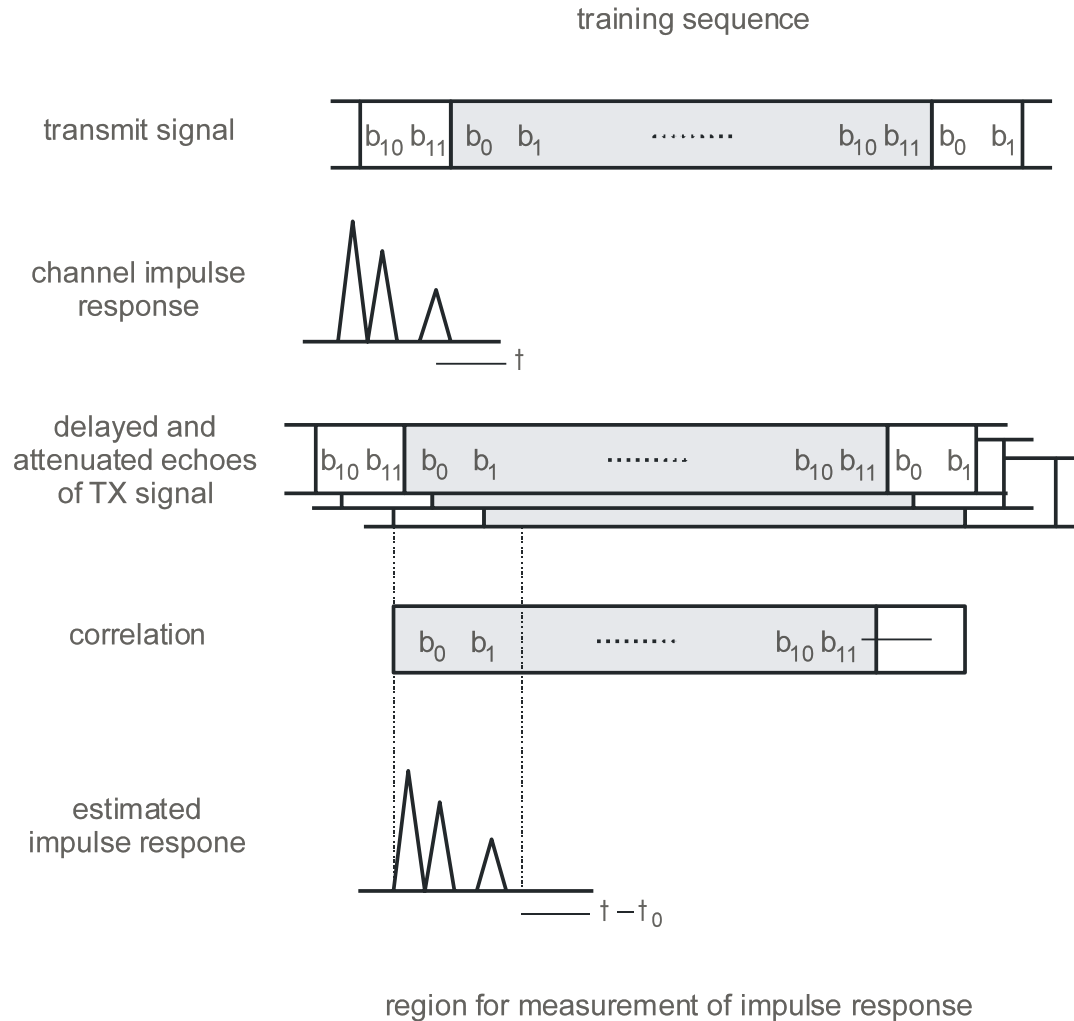 training sequence
transmit signal
b10 b11 b0 b1 ......... b10 b11 b0 b1
channel impulse
response
t
delayed and
attenuated echoes
of TX signal
b10 b11 b0 b1 ......... b10 b11 b0 b1
correlation
b0 b1 ......... b10 b11
estimated
impulse respone
t – t0
region for measurement of impulse response